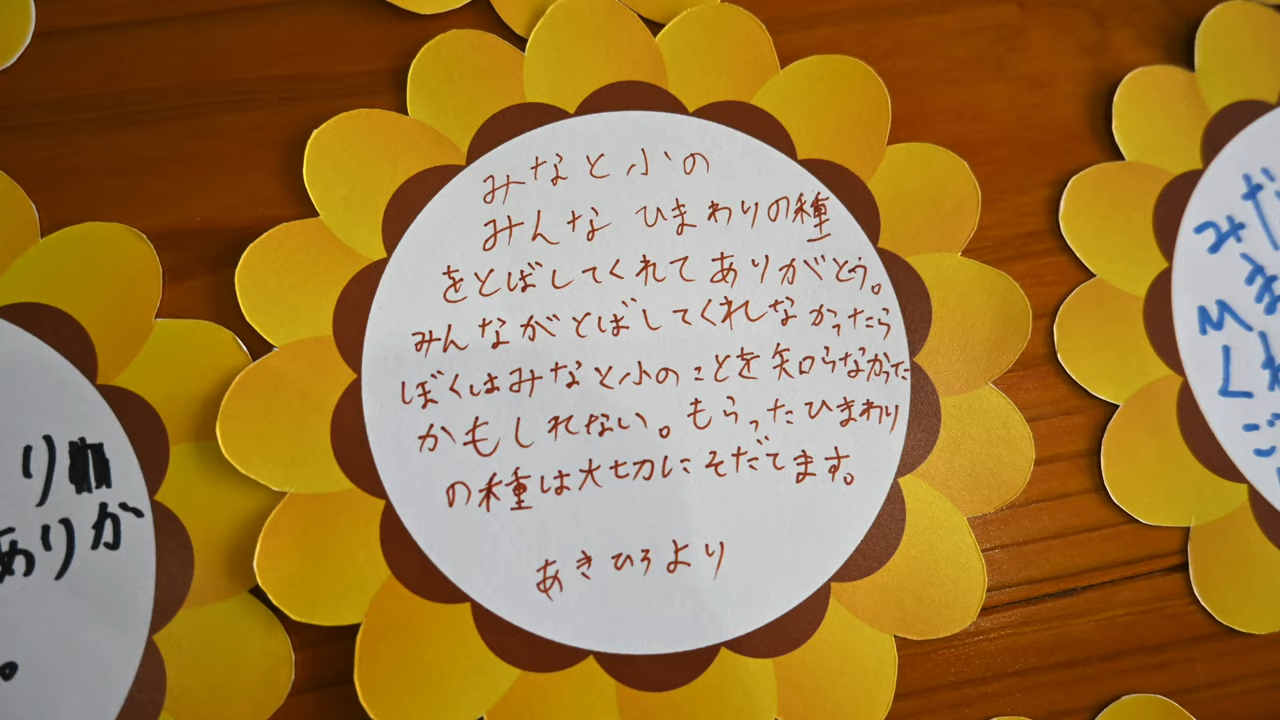 みなと小の
みんな ひまわりの種
をとばしてくれてありがとう。
みんながとばしてくれしなかったら
ぼくはみなと小のことを知らなかった
かもしれない。もらったひまわり
の種は大切にそだてます。
あきひろより
り
ありが